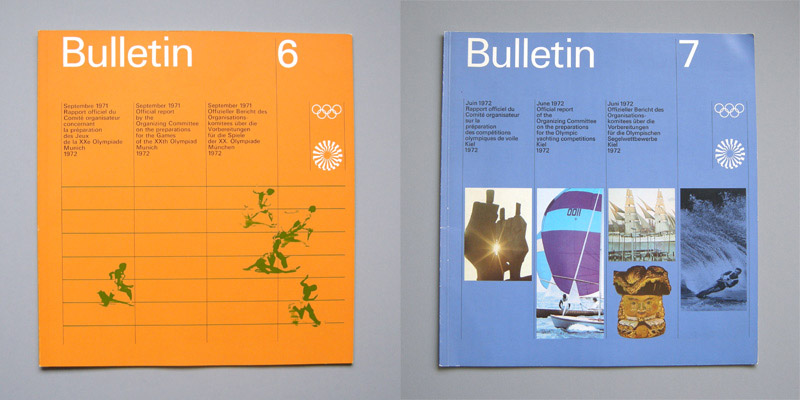 Bulletin
6
Septembre 1971
Rapport officiel du
Comité organisateur
concernant
la préparation
des Jeux
de la XXe Olympiade
Munich
1972
September 1971
Official report
by the
Organizing Committee
on the preparations
for the Games
of the XXth Olympiad
Munich
1972
September 1971
Offizieller Bericht des
Organisations-
komitees über die
Vorbereitungen
für die Spiele
der XX. Olympiade
München
1972
Bulletin
7
Juin 1972
Rapport officiel du
Comité organisateur
sur la
préparation
des compétitions
olympiques de voile
Kiel
1972
June 1972
Official report
of the
Organizing Committee
on the preparations
for the Olympic
yachting competitions
Kiel
1972
Juni 1972
Offizieller Bericht des
Organisations-
komitees über die
Vorbereitungen
für die Olympischen
Segelwettbewerbe
Kiel
1972